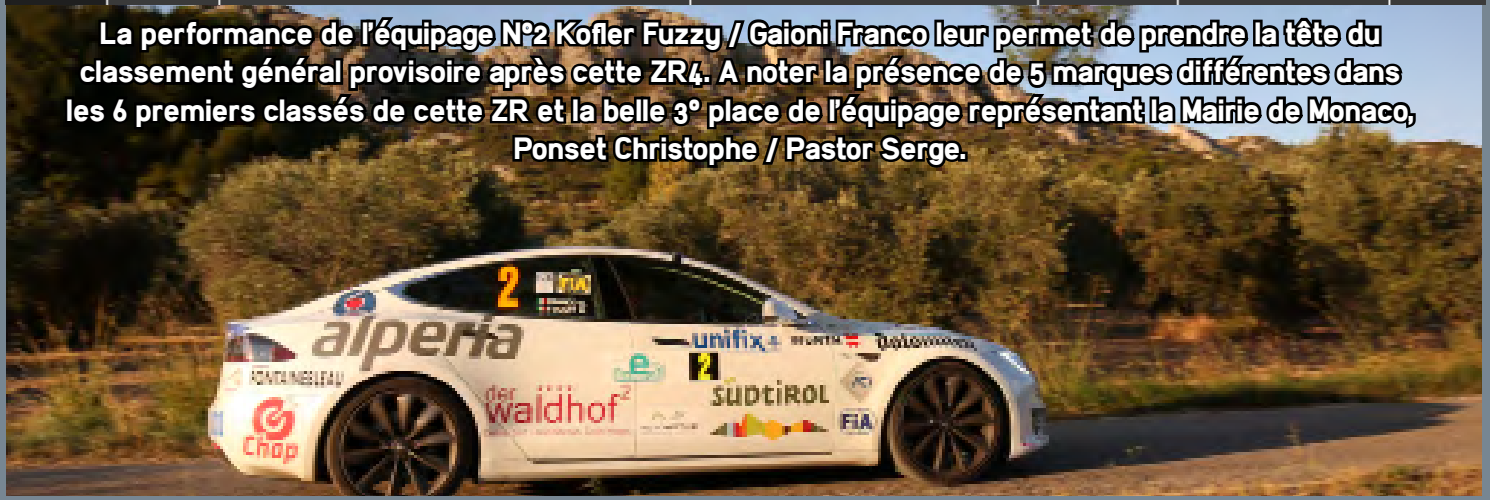 La performance de l'équipage N°2 Kofler Fuzzy / Gaioni Franco leur permet de prendre la tête du
classement général provisoire après cette ZR4. A noter la présence de 5 marques différentes dans
les 6 premiers classés de cette ZR et la belle 3° place de l'équipage représentant la Mairie de Monaco,
Ponset Christophe / Pastor Serge.
2
FIA
alperia
unifix
FONTAINEBLEAU
2
der
waldhof²
SÜDTIROL
FIA
Chap